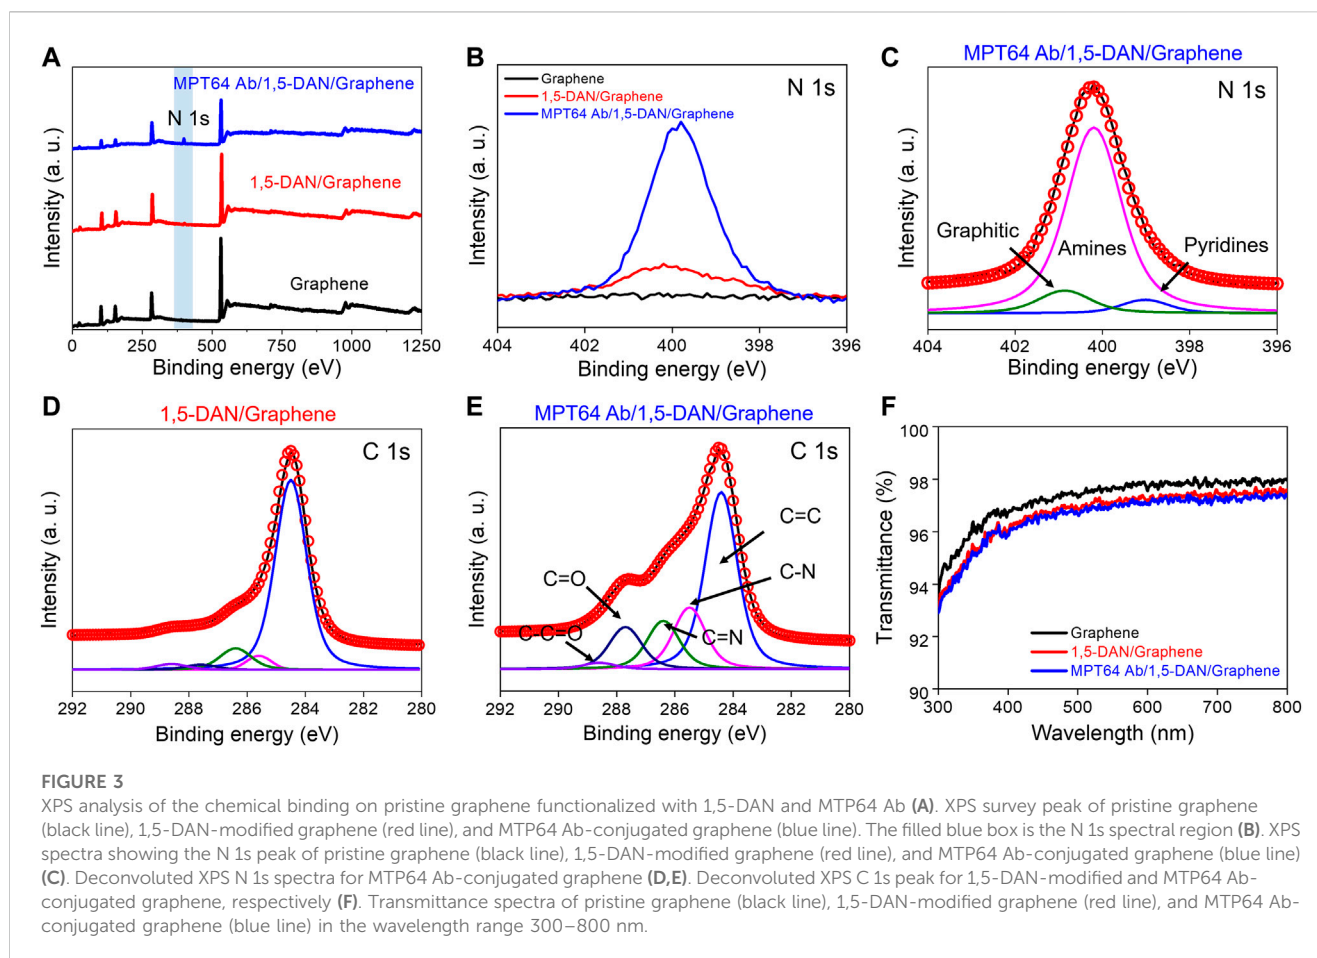 A
MPT64 Ab/1,5-DAN/Graphene
N 1s
1,5-DAN/Graphene
Graphene
Intensity (a. u.)
0 250 500 750 1000 1250
Binding energy (eV)
B
Graphene
1,5-DAN/Graphene
MPT64 Ab/1,5-DAN/Graphene
N 1s
Intensity (a. u.)
404 402 400 398 396
Binding energy (eV)
C
MPT64 Ab/1,5-DAN/Graphene
N 1s
Graphitic
Amines
Pyridines
Intensity (a. u.)
404 402 400 398 396
Binding energy (eV)
D
1,5-DAN/Graphene
C 1s
Intensity (a. u.)
292 290 288 286 284 282 280
Binding energy (eV)
E
MPT64 Ab/1,5-DAN/Graphene
C 1s
C=C
C-N
C=O
C=N
C-C=O
Intensity (a. u.)
292 290 288 286 284 282 280
Binding energy (eV)
F
100
98
96
94
92
90
Transmittance (%)
Graphene
1,5-DAN/Graphene
MPT64 Ab/1,5-DAN/Graphene
300 400 500 600 700 800
Wavelength (nm)
FIGURE 3
XPS analysis of the chemical binding on pristine graphene functionalized with 1,5-DAN and MTP64 Ab (A). XPS survey peak of pristine graphene
(black line), 1,5-DAN-modified graphene (red line), and MTP64 Ab-conjugated graphene (blue line). The filled blue box is the N 1s spectral region (B). XPS
spectra showing the N 1s peak of pristine graphene (black line), 1,5-DAN-modified graphene (red line), and MTP64 Ab-conjugated graphene (blue line)
(C). Deconvoluted XPS N 1s spectra for MTP64 Ab-conjugated graphene (D,E). Deconvoluted XPS C 1s peak for 1,5-DAN-modified and MTP64 Ab-
conjugated graphene, respectively (F). Transmittance spectra of pristine graphene (black line), 1,5-DAN-modified graphene (red line), and MTP64 Ab-
conjugated graphene (blue line) in the wavelength range 300–800 nm.